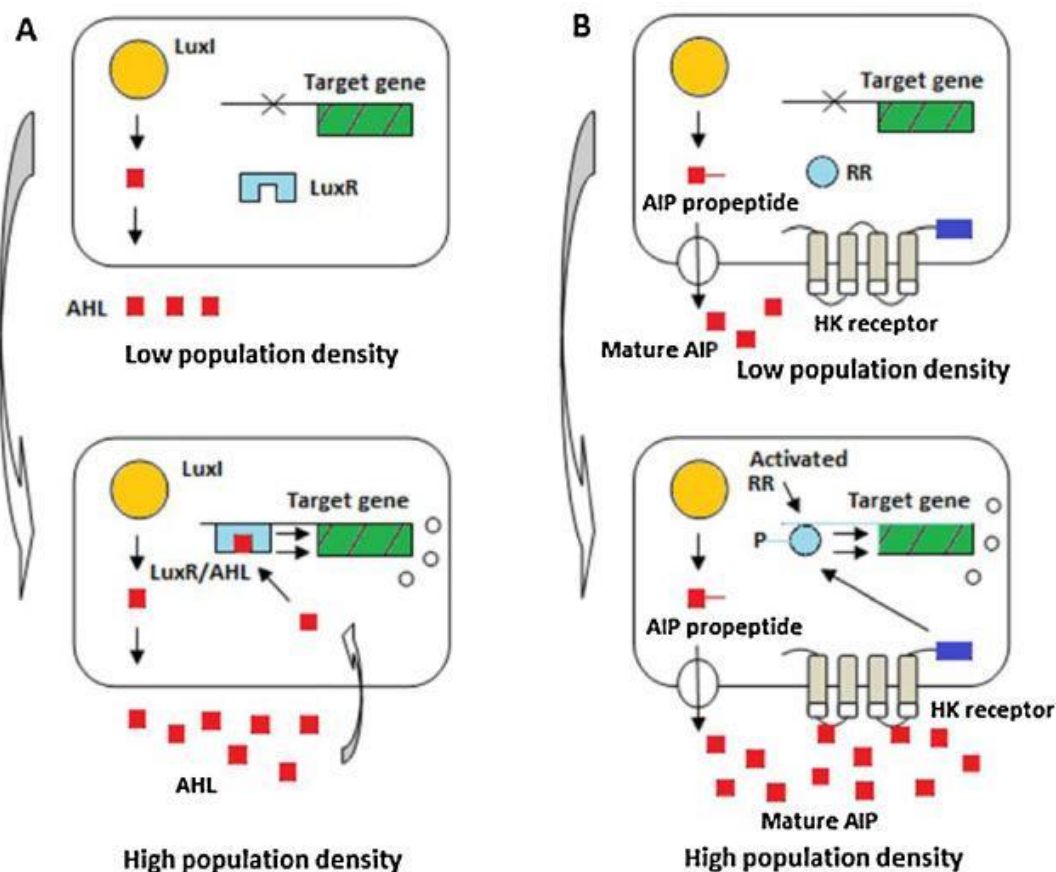 A
LuxI
Target gene
LuxR
AHL
Low population density
LuxI
Target gene
LuxR/AHL
AHL
High population density
B
Target gene
RR
AIP propeptide
HK receptor
Mature AIP
Low population density
Activated
RR
Target gene
P
AIP propeptide
HK receptor
Mature AIP
High population density